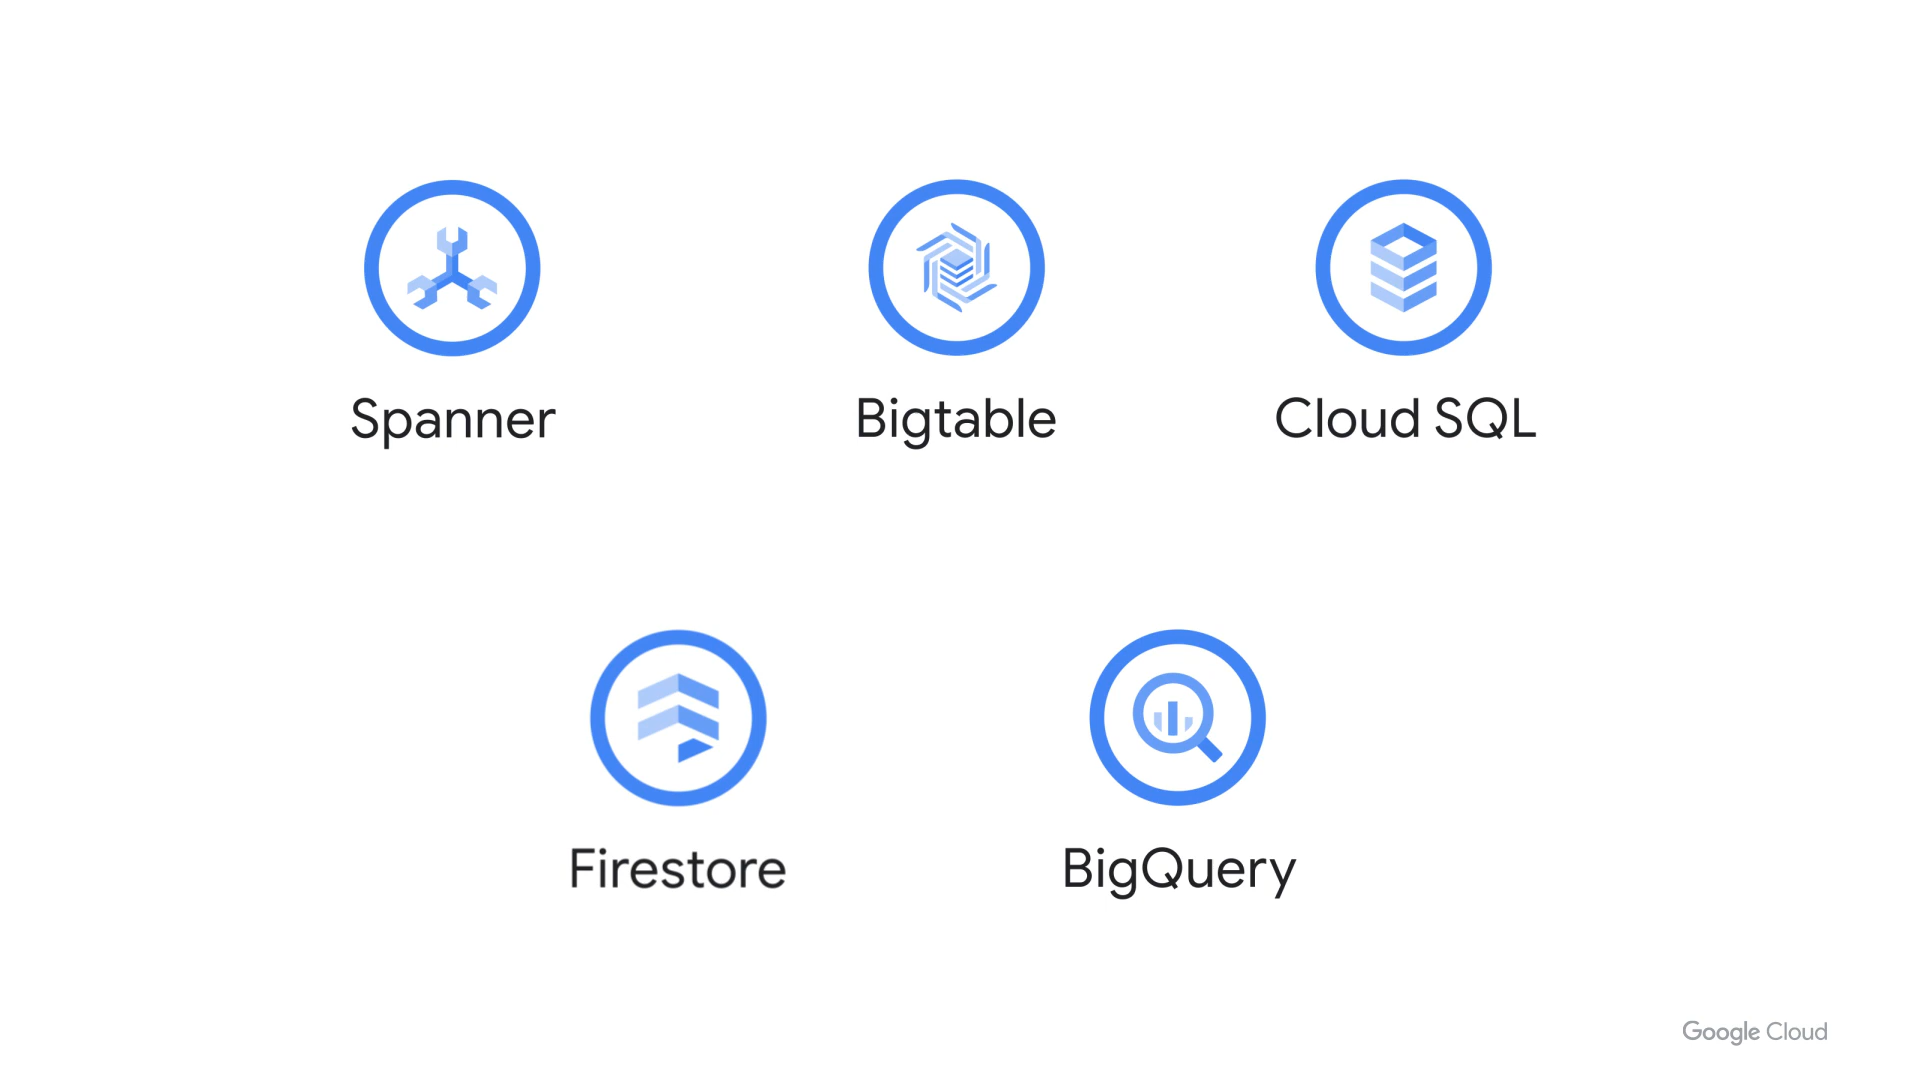 Spanner
Bigtable
Cloud SQL
Firestore
BigQuery
Google Cloud